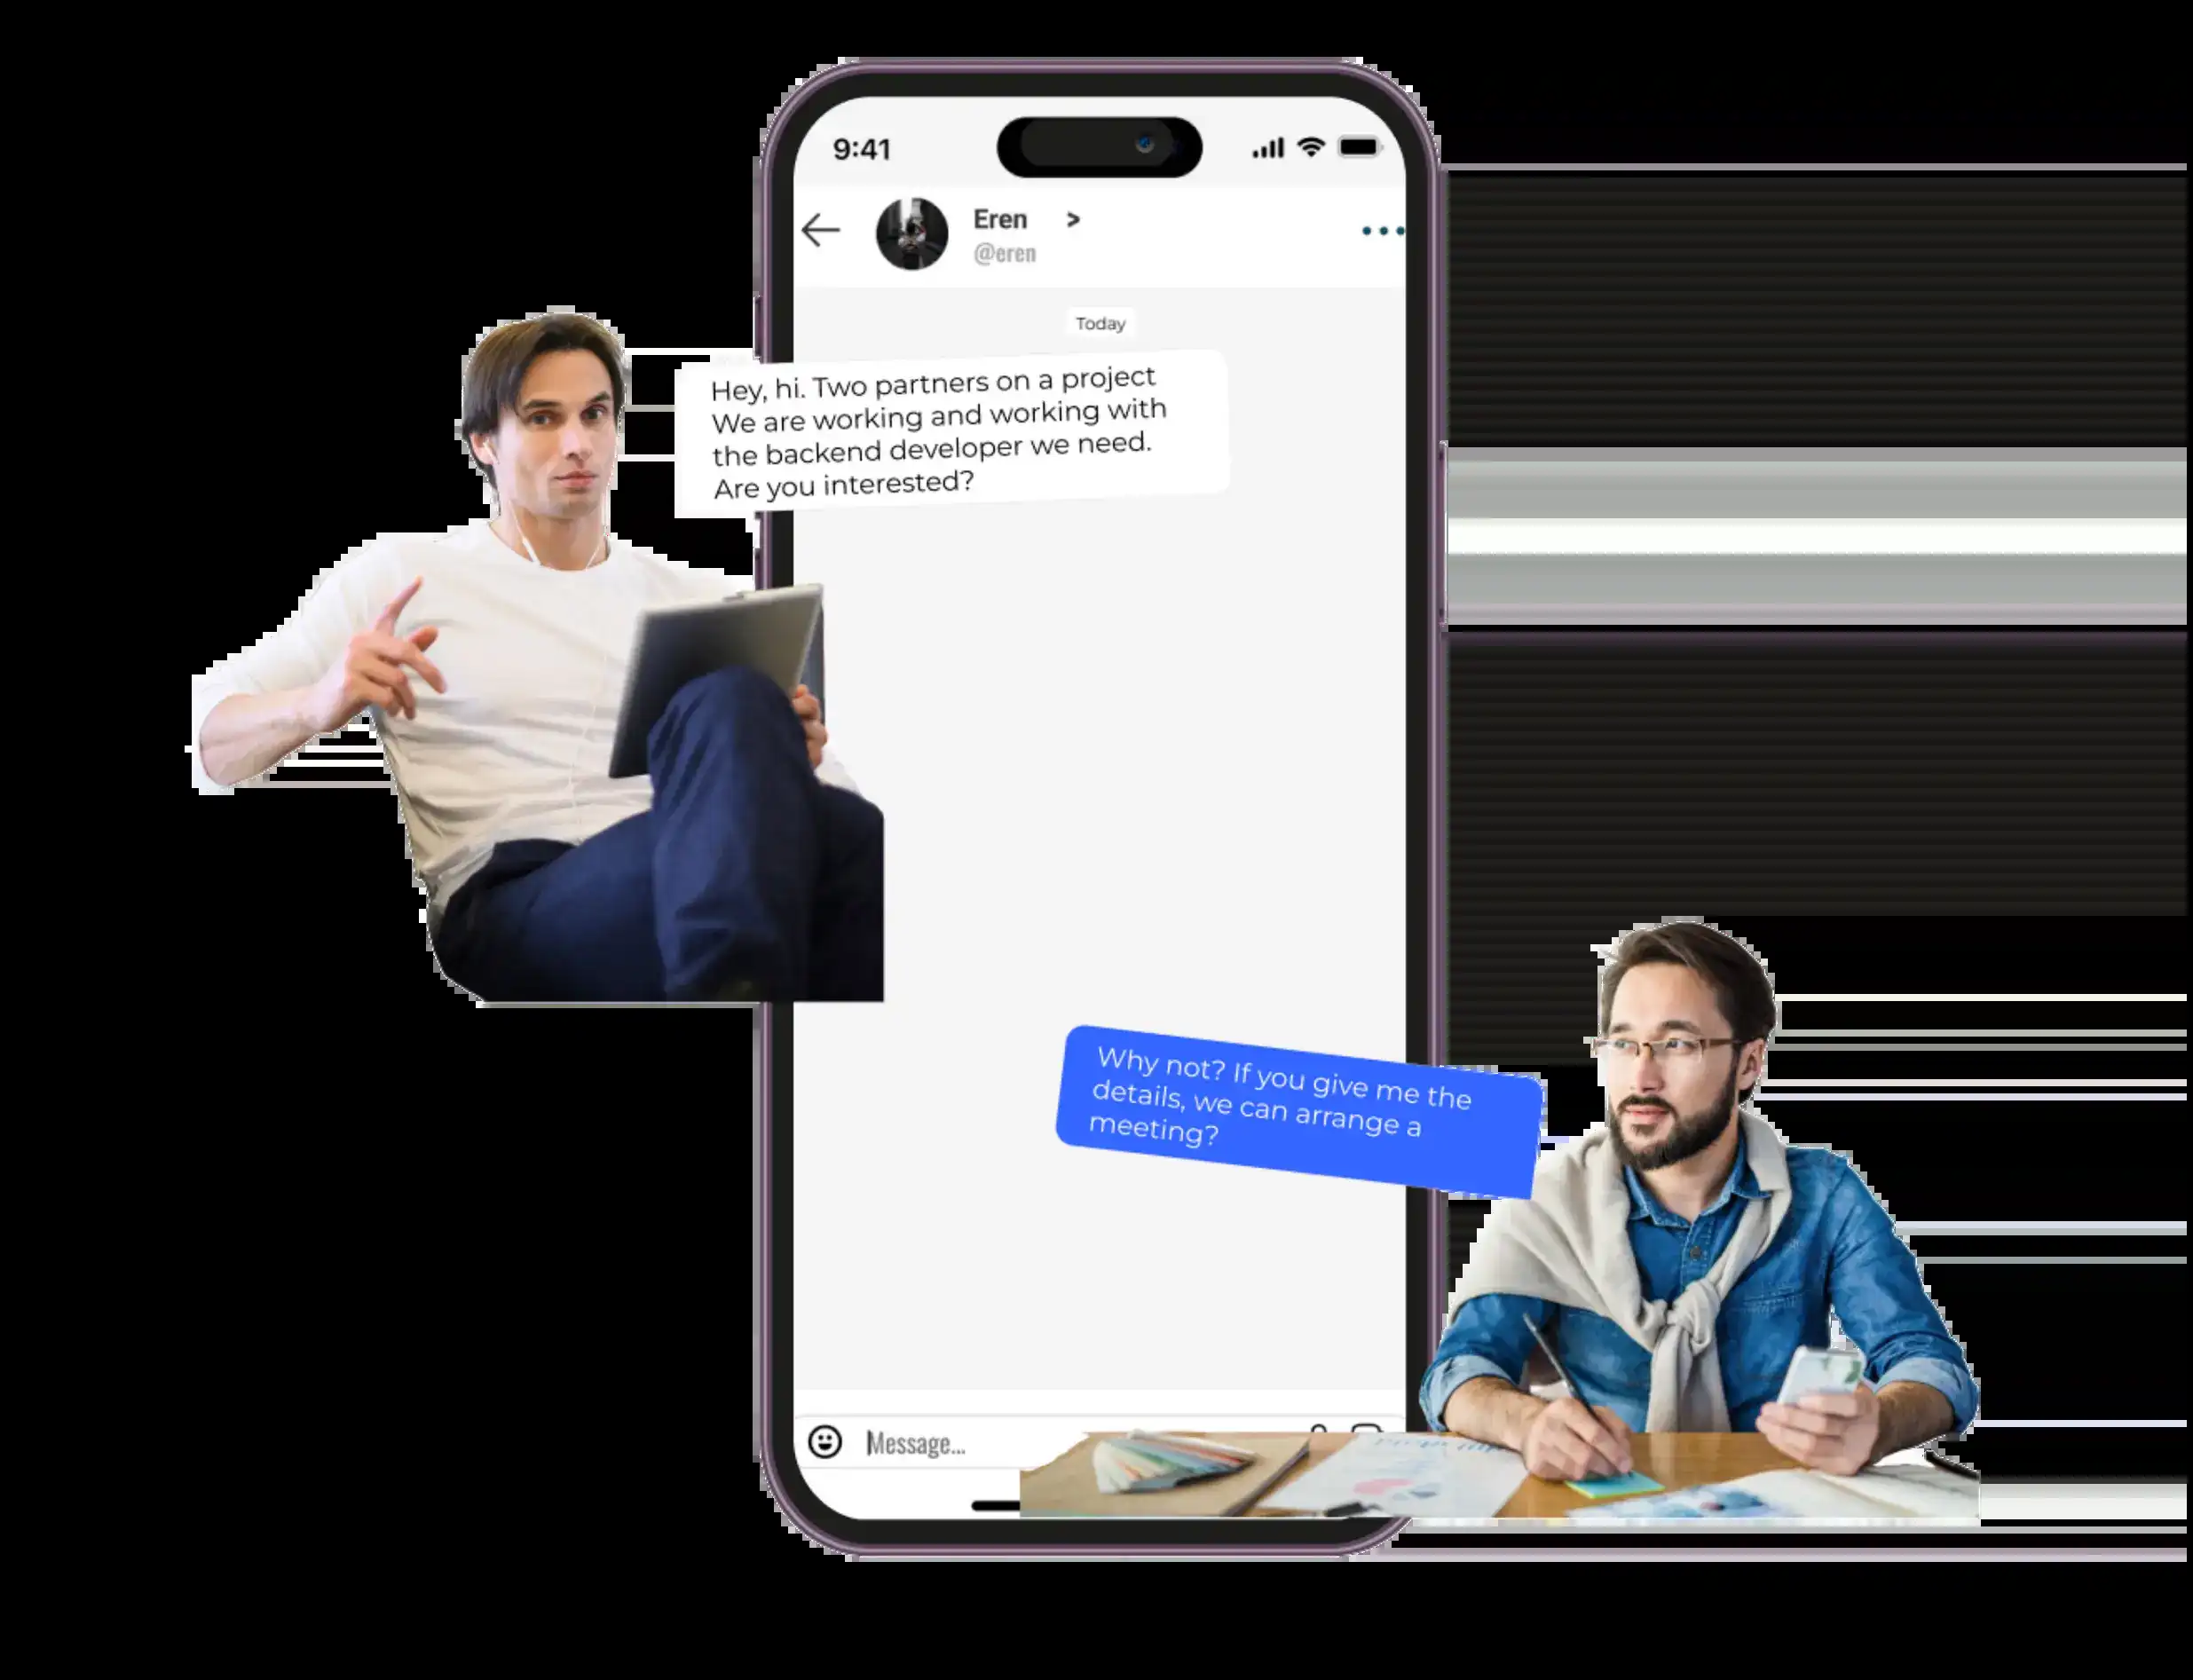 9:41
Eren >
@eren
Today
Hey, hi. Two partners on a project
We are working and working with
the backend developer we need.
Are you interested?
Why not? If you give me the
details, we can arrange a
meeting?
Message...